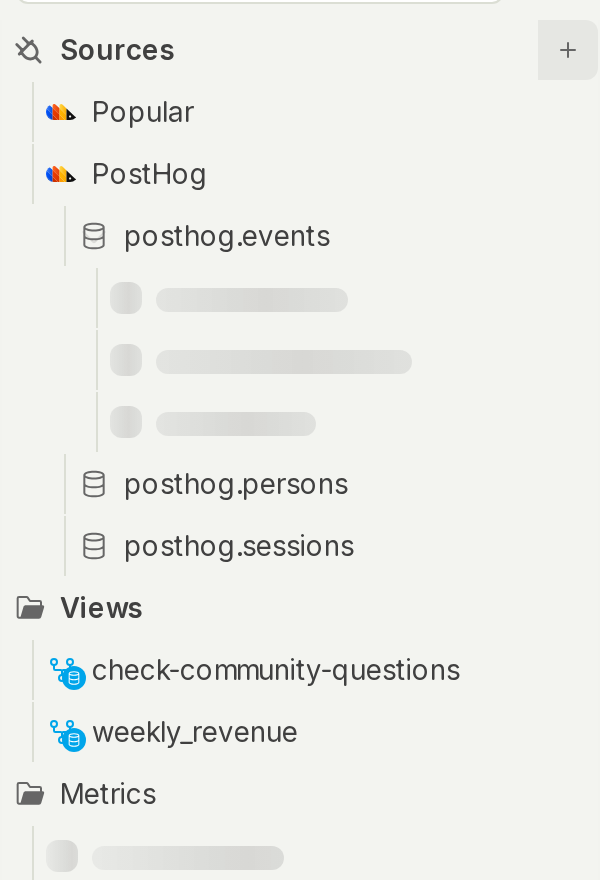 Sources
Popular
PostHog
posthog.events
posthog.persons
posthog.sessions
Views
check-community-questions
weekly_revenue
Metrics